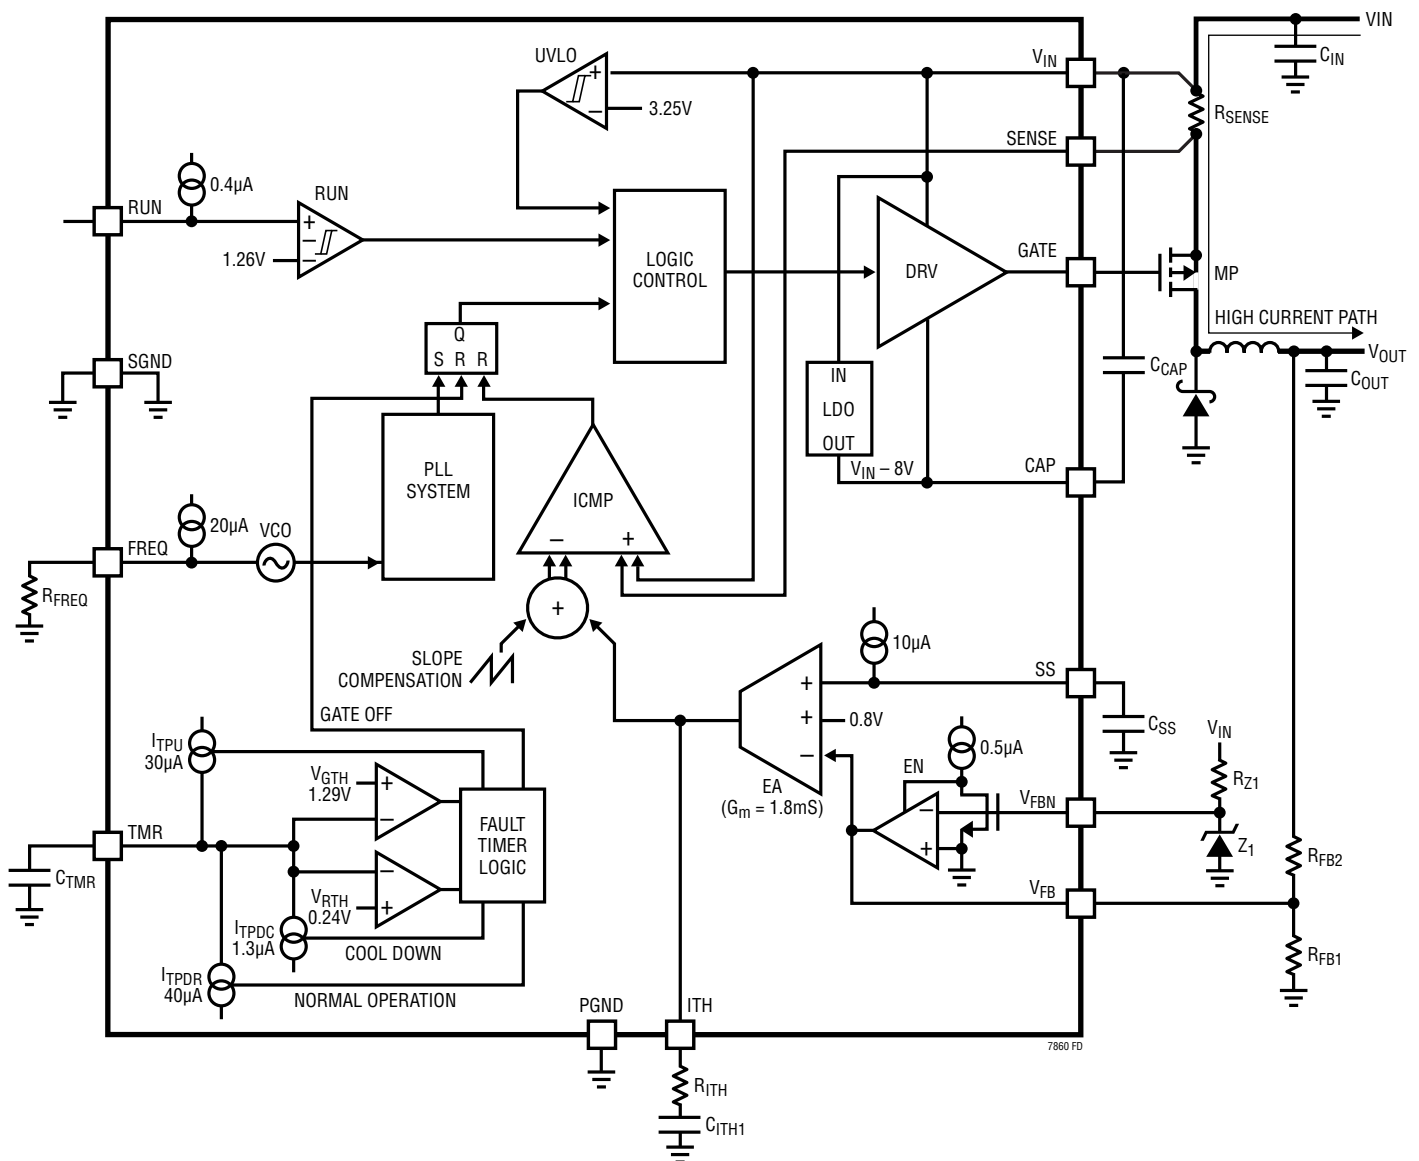 VIN
C_IN
R_SENSE
UVLO
+
–
3.25V
V_IN
SENSE
0.4µA
RUN
RUN
+
–
–
1.26V
LOGIC
CONTROL
DRV
GATE
MP
HIGH CURRENT PATH
V_OUT
C_OUT
C_CAP
SGND
Q
S R R
IN
LDO
OUT
V_IN – 8V
CAP
PLL
SYSTEM
ICMP
–
+
20µA
VCO
FREQ
R_FREQ
+
SLOPE
COMPENSATION
10µA
SS
C_SS
+
+
0.8V
–
EA
(G_m = 1.8mS)
0.5µA
EN
–
+
V_FBN
V_IN
R_Z1
Z_1
V_FB
R_FB2
R_FB1
GATE OFF
I_TPU
30µA
V_GTH
1.29V
+
–
FAULT
TIMER
LOGIC
TMR
C_TMR
–
+
V_RTH
0.24V
I_TPDC
1.3µA
COOL DOWN
I_TPDR
40µA
NORMAL OPERATION
PGND
ITH
7860 FD
R_ITH
C_ITH1